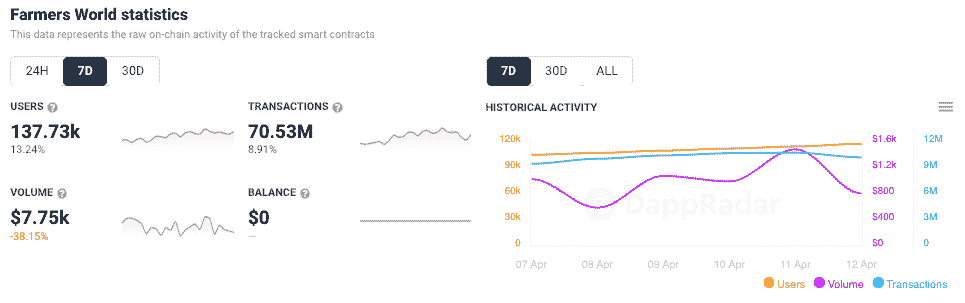 Farmers World statistics
This data represents the raw on-chain activity of the tracked smart contracts
24H 7D 30D
USERS
137.73k
13.24%
TRANSACTIONS
70.53M
8.91%
VOLUME
$7.75k
-38.15%
BALANCE
$0
—
7D 30D ALL
HISTORICAL ACTIVITY
120k $1.6k 12M
90k $1.2k 9M
60k $800 6M
30k $400 3M
0 $0 0
DappRadar
07 Apr 08 Apr 09 Apr 10 Apr 11 Apr 12 Apr
Users Volume Transactions